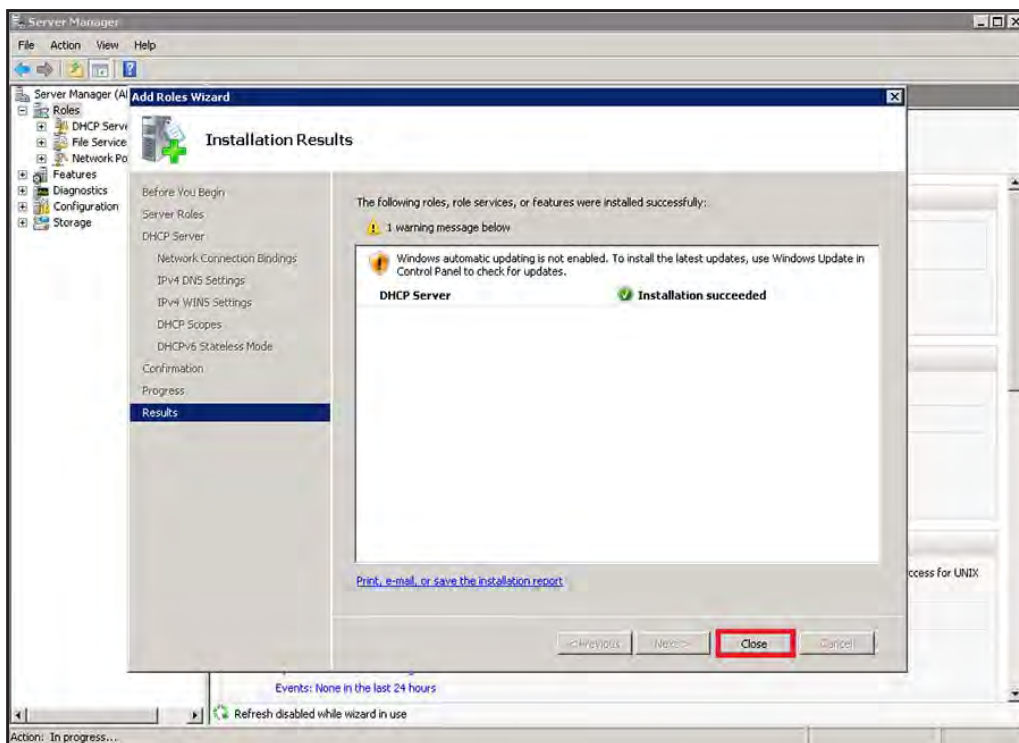 Server Manager
File Action View Help
Server Manager (Al
Roles
DHCP Serve
File Service
Network Po
Features
Diagnostics
Configuration
Storage
Add Roles Wizard
Installation Results
Before You Begin
Server Roles
DHCP Server
Network Connection Bindings
IPv4 DNS Settings
IPv4 WINS Settings
DHCP Scopes
DHCPv6 Stateless Mode
Confirmation
Progress
Results
The following roles, role services, or features were installed successfully:
1 warning message below
Windows automatic updating is not enabled. To install the latest updates, use Windows Update in
Control Panel to check for updates.
DHCP Server Installation succeeded
Print, e-mail, or save the installation report
< Previous Next > Close Cancel
ccess for UNIX
Events: None in the last 24 hours
Refresh disabled while wizard in use
Action: In progress...